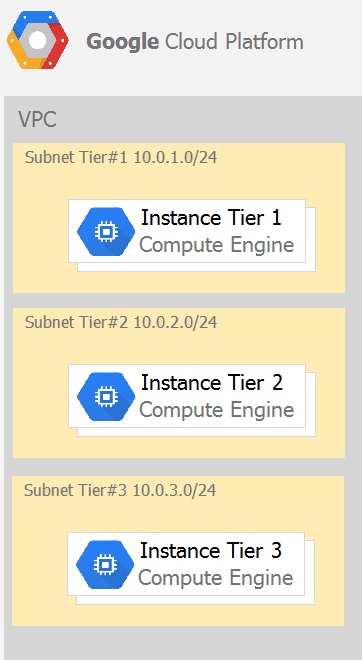 Google Cloud Platform
VPC
Subnet Tier#1 10.0.1.0/24
Instance Tier 1
Compute Engine
Subnet Tier#2 10.0.2.0/24
Instance Tier 2
Compute Engine
Subnet Tier#3 10.0.3.0/24
Instance Tier 3
Compute Engine